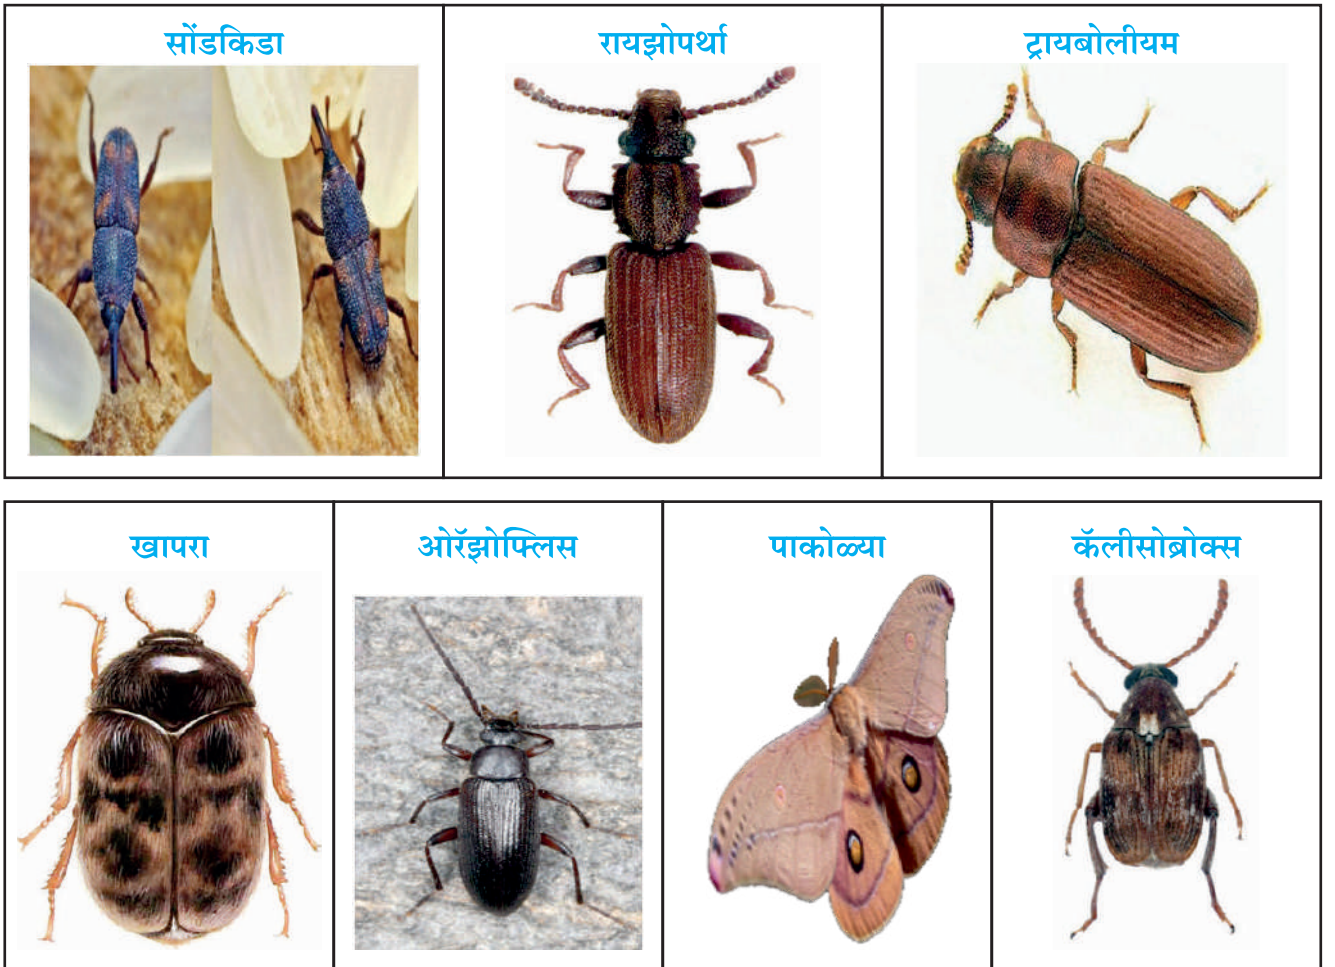 सोंडकिडा
रायझोपर्था
ट्रायबोलीयम
खापरा
ओरॅझोफ्लिस
पाकोळ्या
कॅलीसोब्रोक्स